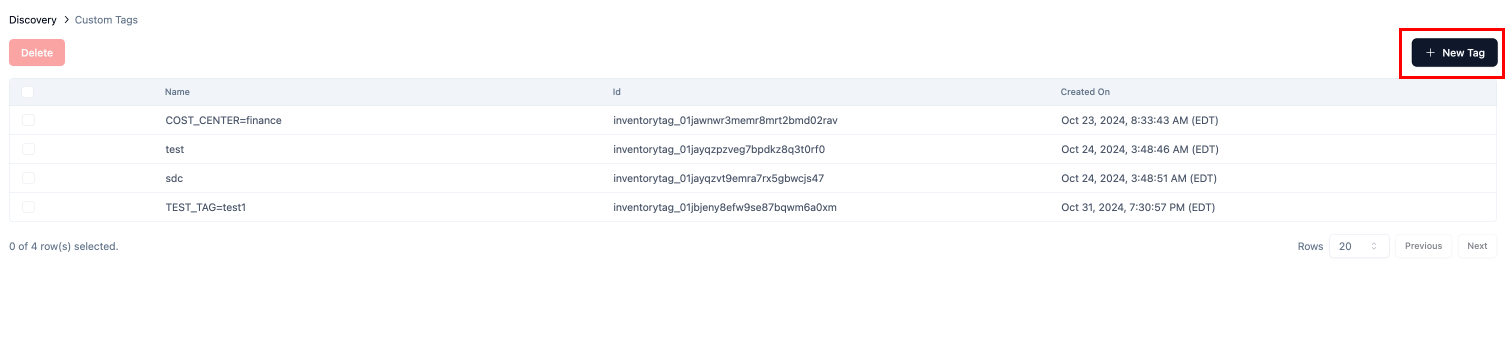 Discovery > Custom Tags
Delete
+ New Tag
Name Id Created On
COST_CENTER=finance inventorytag_01jawnwr3memr8mrt2bmd02rav Oct 23, 2024, 8:33:43 AM (EDT)
test inventorytag_01jayqzpzveg7bpdkz8q3t0rf0 Oct 24, 2024, 3:48:46 AM (EDT)
sdc inventorytag_01jayqzvt9emra7rx5gbwcjs47 Oct 24, 2024, 3:48:51 AM (EDT)
TEST_TAG=test1 inventorytag_01jbjeny8efw9se87bqwm6a0xm Oct 31, 2024, 7:30:57 PM (EDT)
0 of 4 row(s) selected. Rows 20 Previous Next